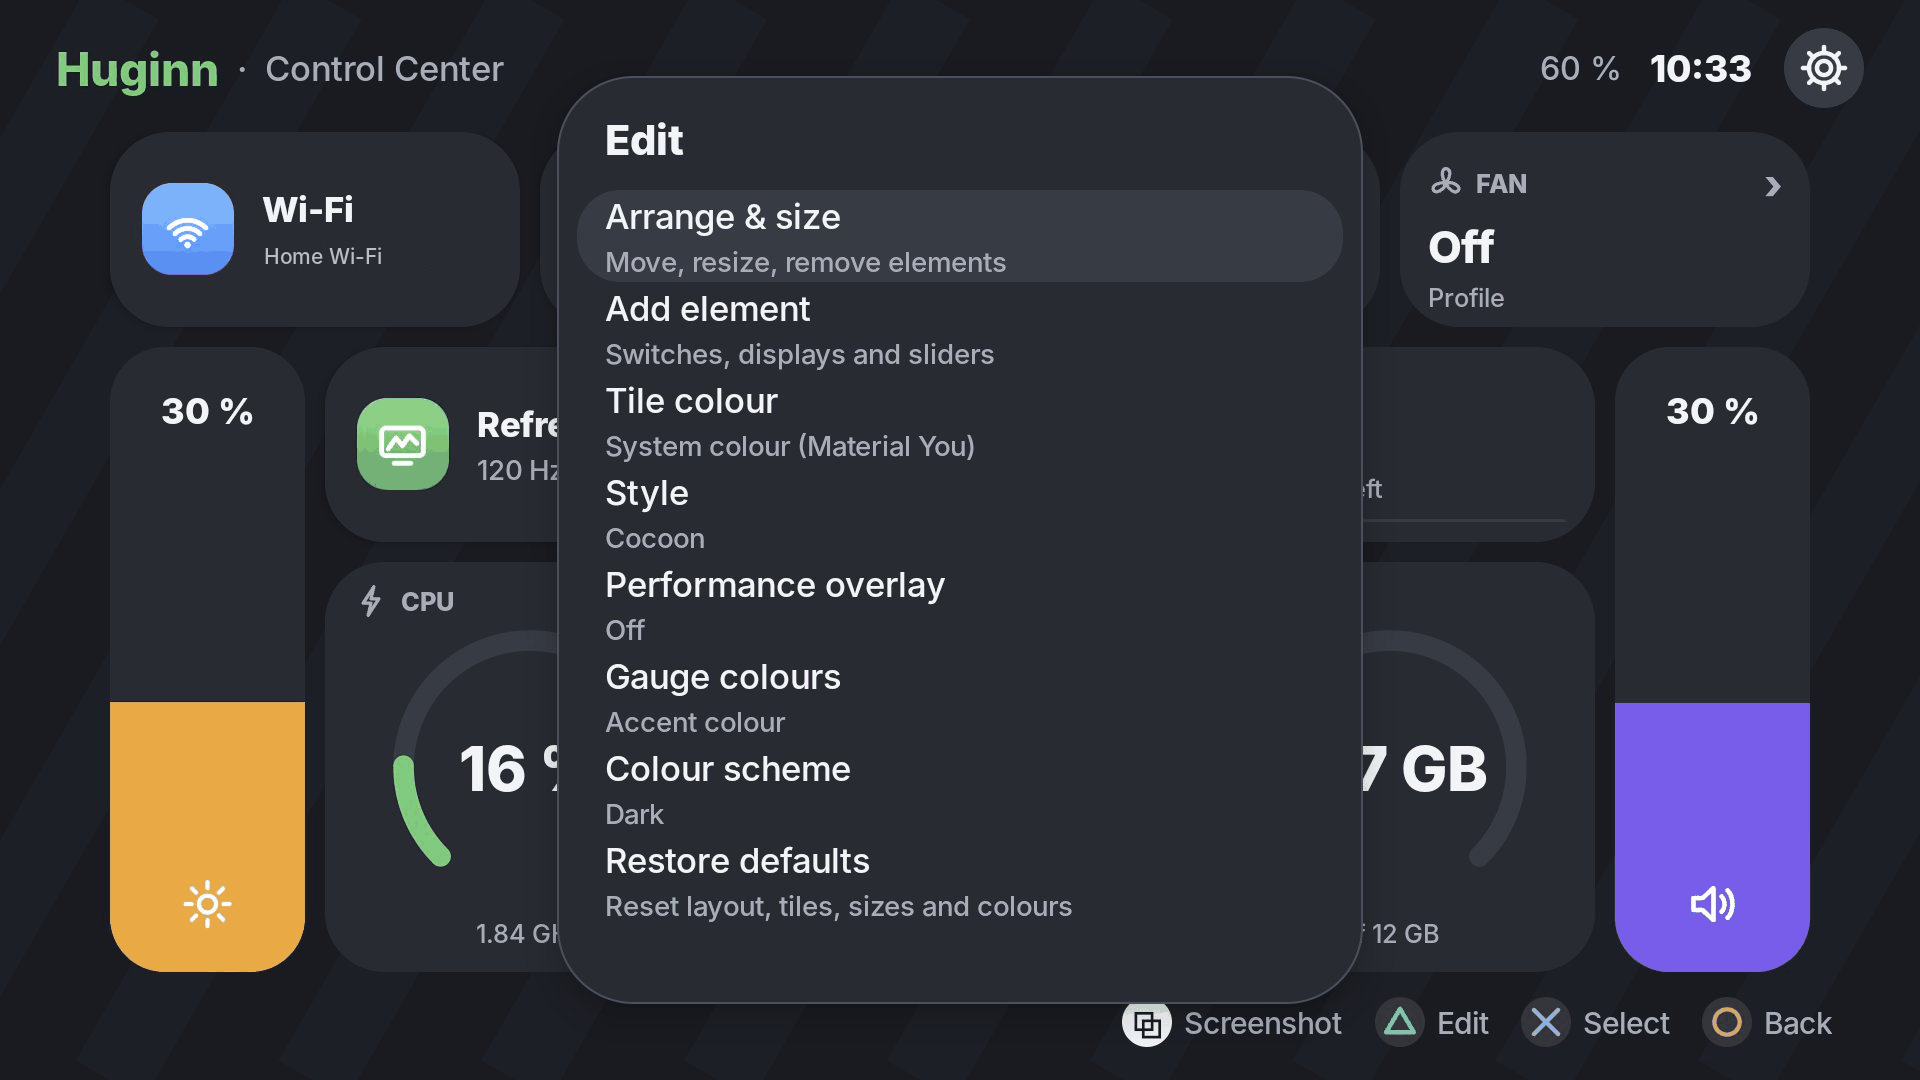 Huginn · Control Center
60 % 10:33
Wi-Fi
Home Wi-Fi
FAN
Off
Profile
30 %
120 Hz
CPU
16
1.84
GB
12 GB
30 %
Edit
Arrange & size
Move, resize, remove elements
Add element
Switches, displays and sliders
Tile colour
System colour (Material You)
Style
Cocoon
Performance overlay
Off
Gauge colours
Accent colour
Colour scheme
Dark
Restore defaults
Reset layout, tiles, sizes and colours
Screenshot Edit Select Back